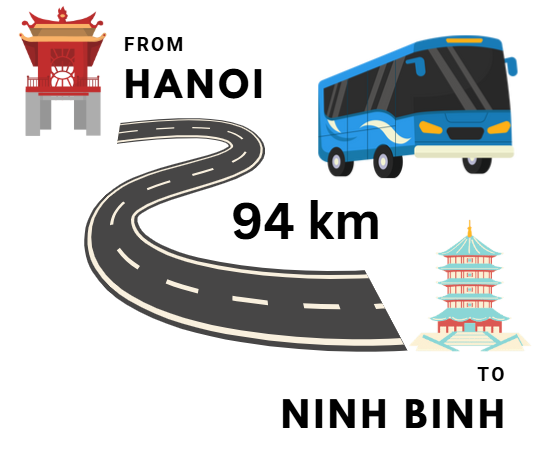 FROM
HANOI
94 km
TO
NINH BINH